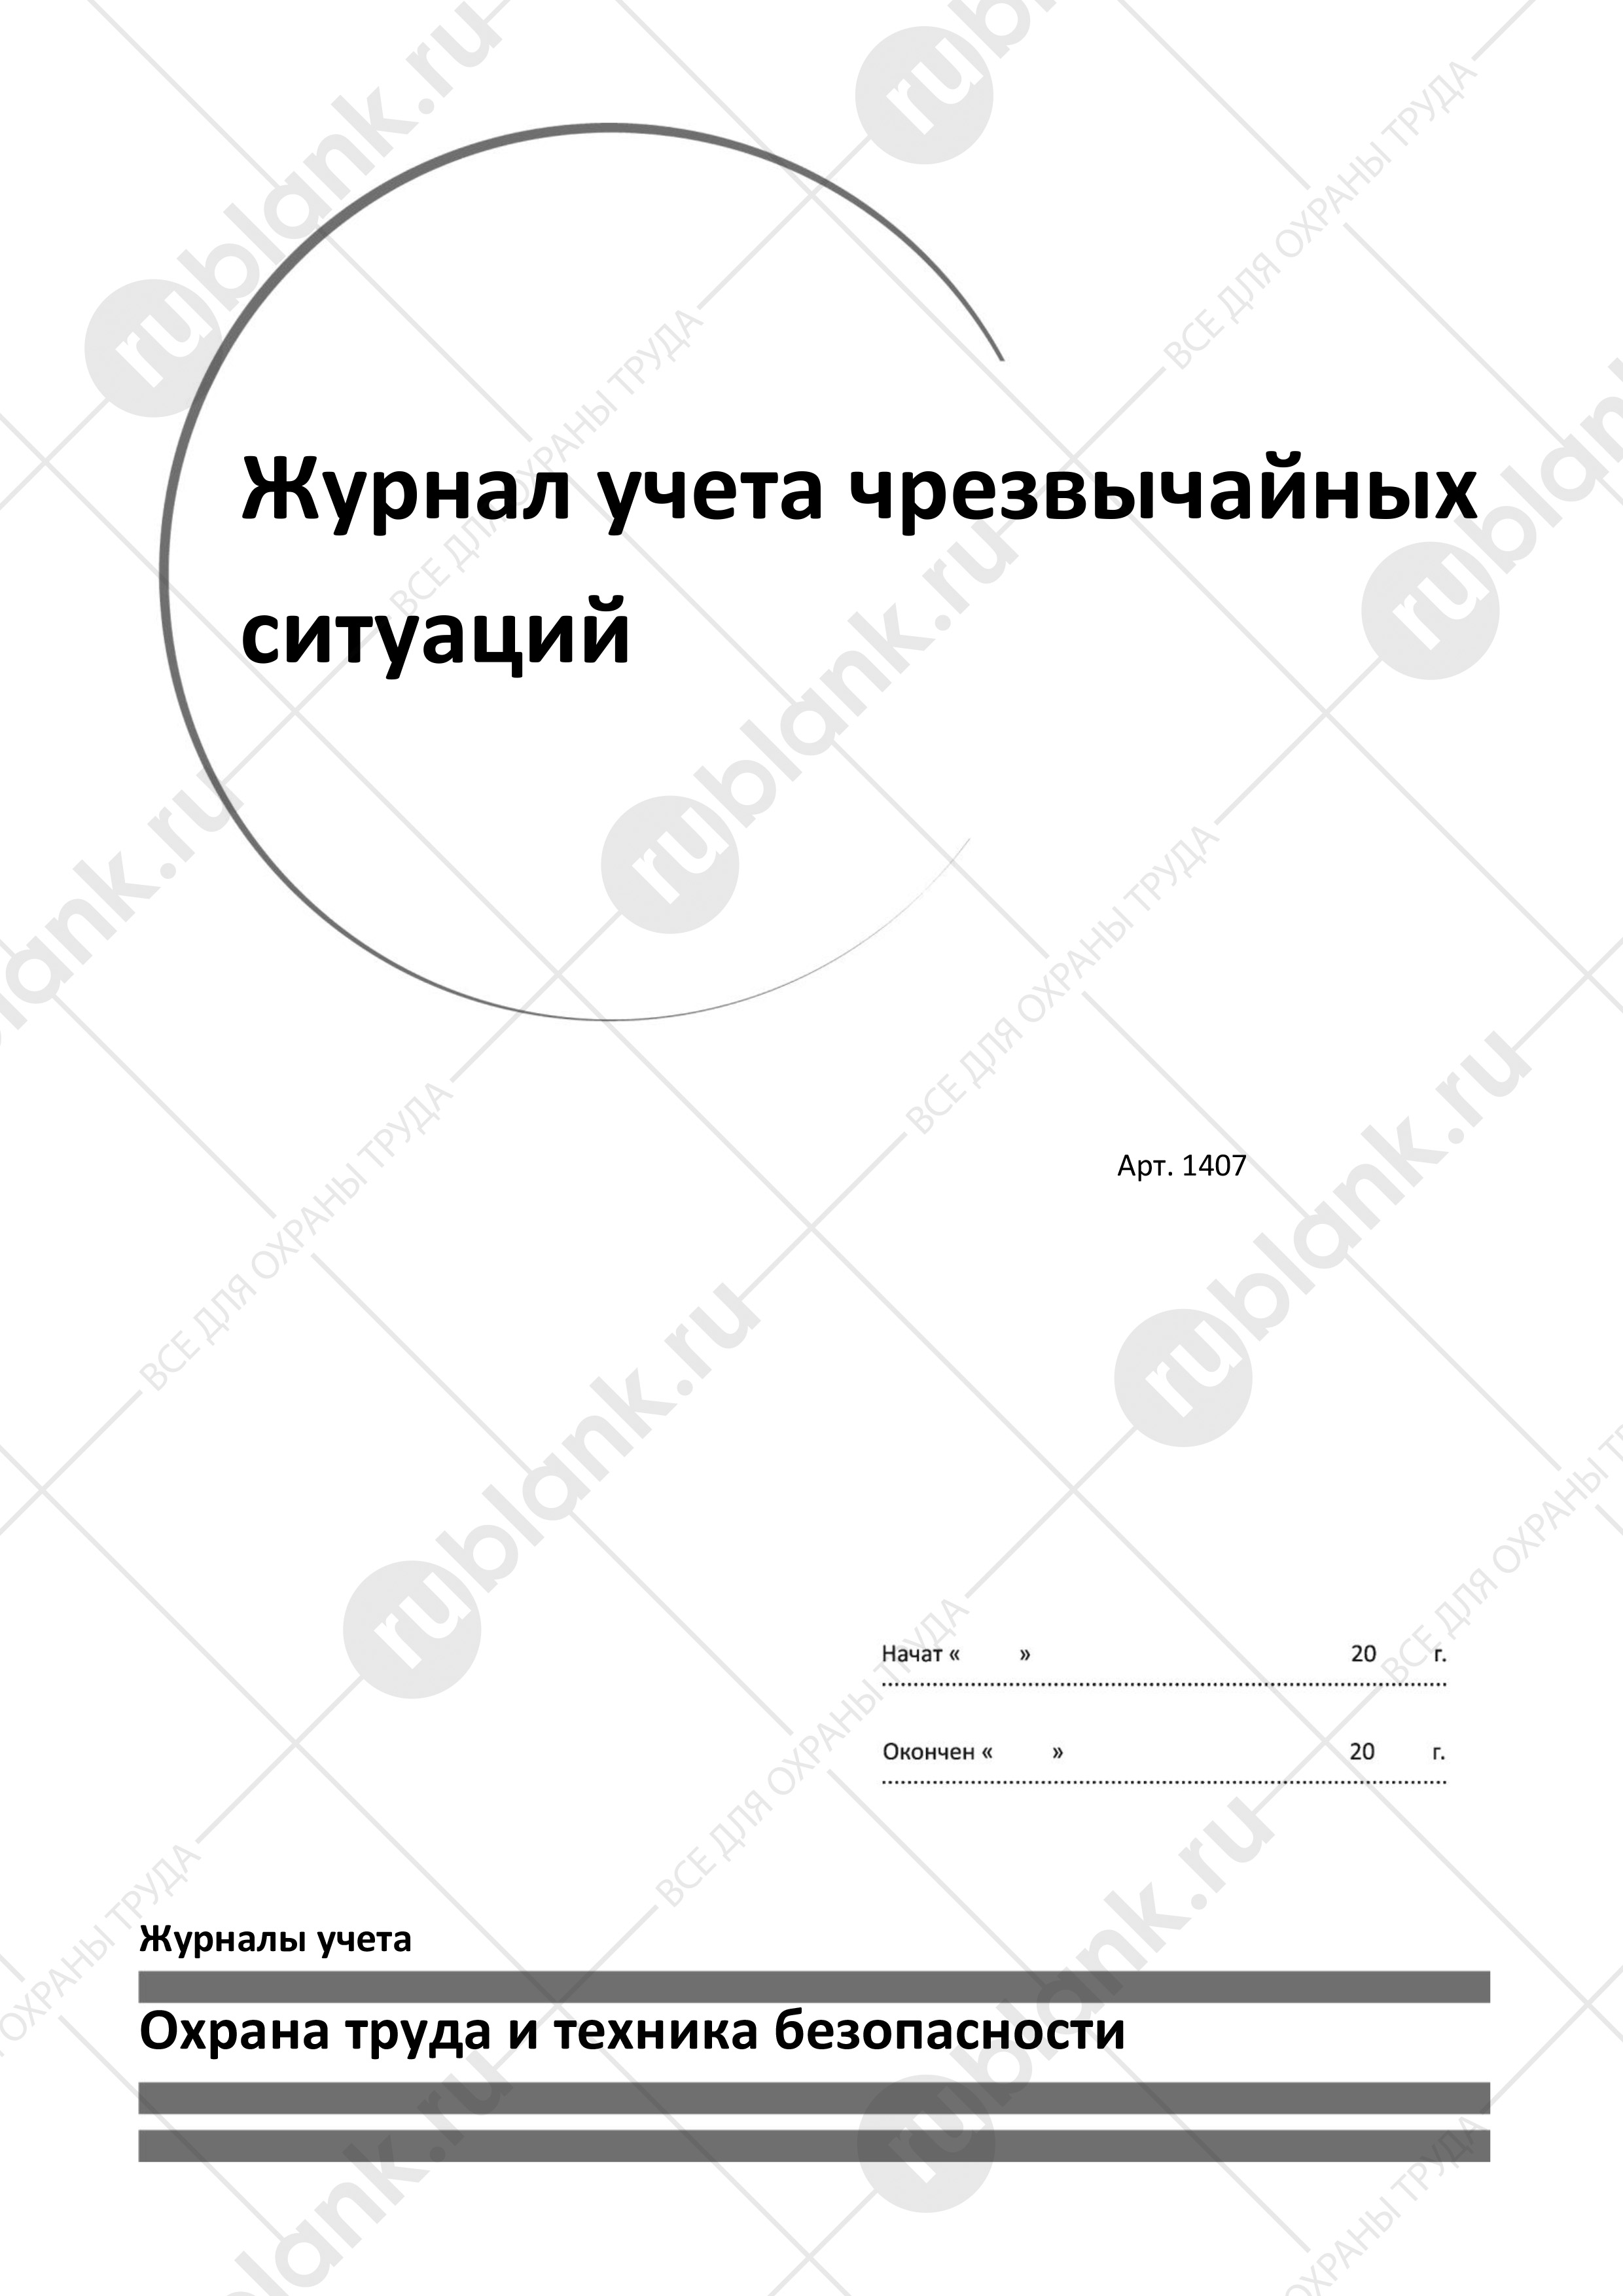 Журнал учета чрезвычайных
ситуаций
Арт. 1407
Начат « » 20 г.
Окончен « » 20 г.
Журналы учета
Охрана труда и техника безопасности
rublank.ru
ВСЕ ДЛЯ ОХРАНЫ ТРУДА